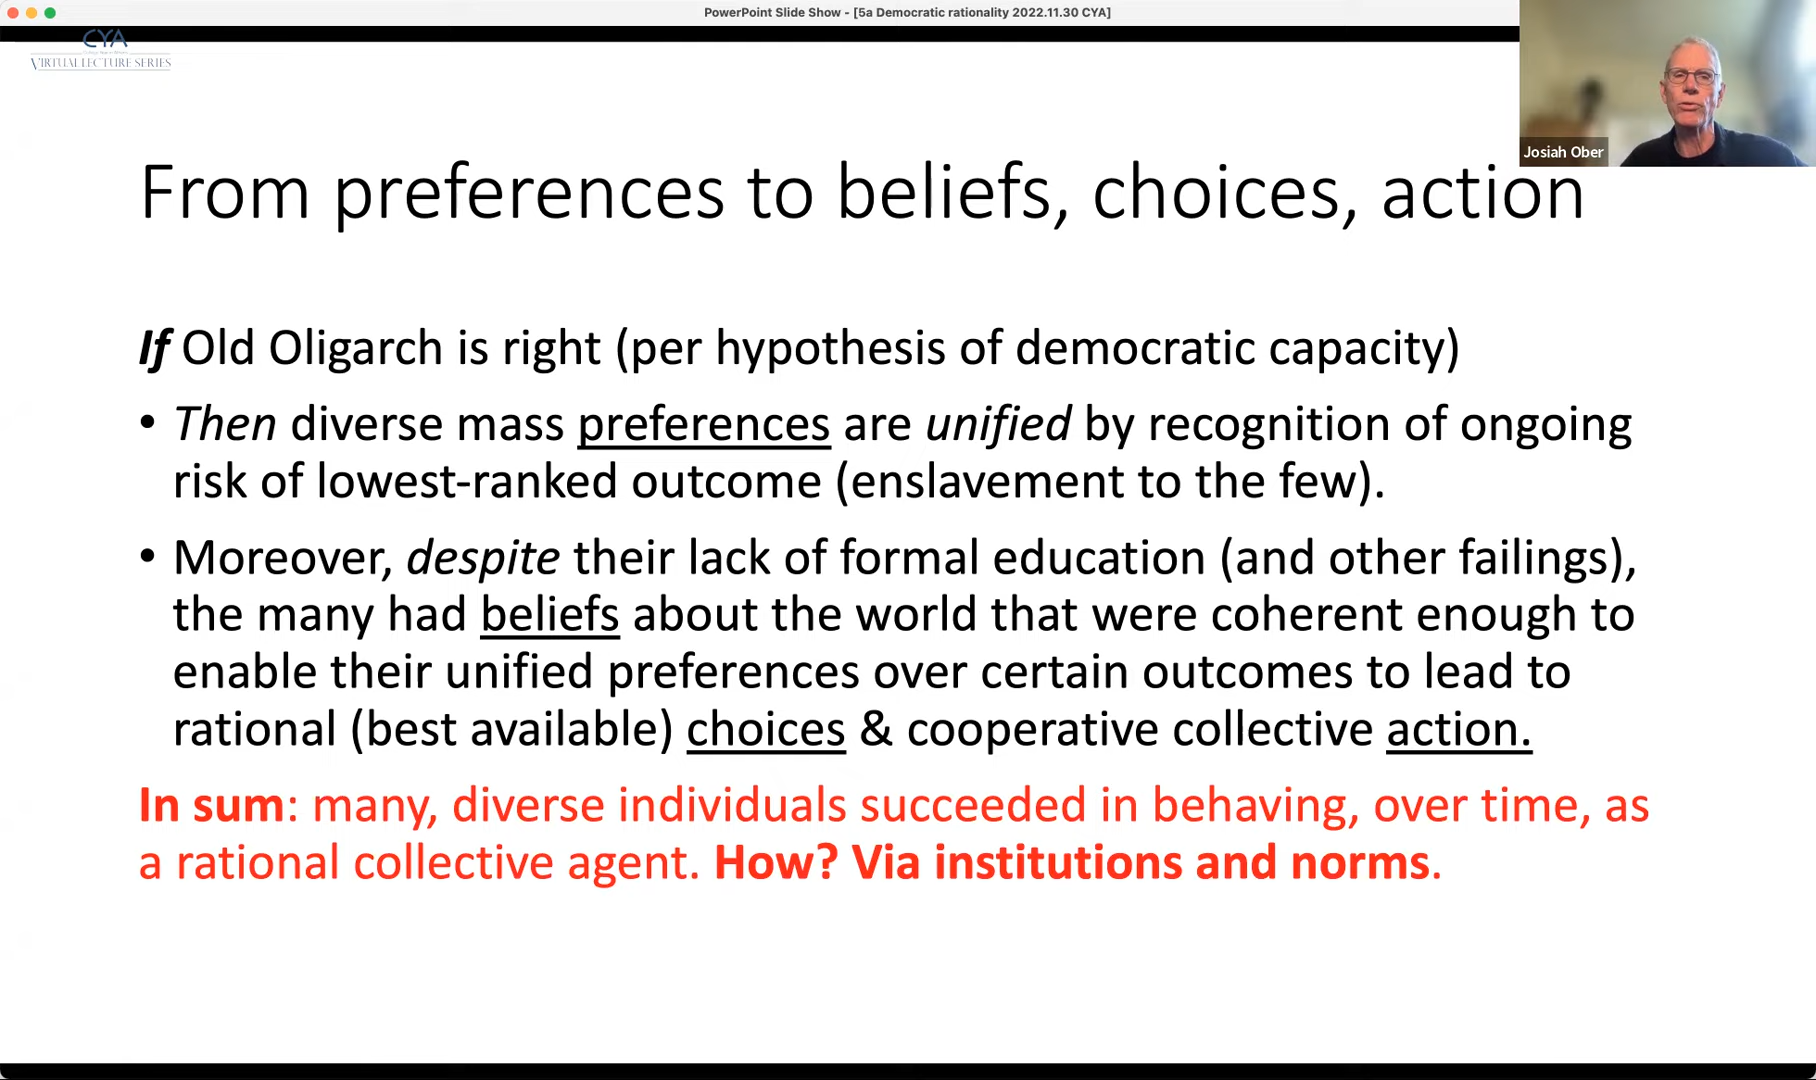 PowerPoint Slide Show - [5a Democratic rationality 2022.11.30 CYA]
CYA
VIRTUAL LECTURE SERIES
Josiah Ober
From preferences to beliefs, choices, action
If Old Oligarch is right (per hypothesis of democratic capacity)
• Then diverse mass preferences are unified by recognition of ongoing
risk of lowest-ranked outcome (enslavement to the few).
• Moreover, despite their lack of formal education (and other failings),
the many had beliefs about the world that were coherent enough to
enable their unified preferences over certain outcomes to lead to
rational (best available) choices & cooperative collective action.
In sum: many, diverse individuals succeeded in behaving, over time, as
a rational collective agent. How? Via institutions and norms.